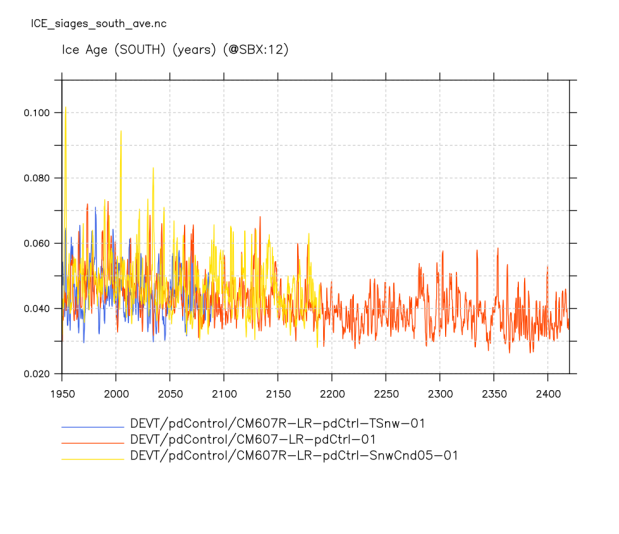 ICE_siages_south_ave.nc
Ice Age (SOUTH) (years) (@SBX:12)
0.100
0.080
0.060
0.040
0.020
1950 2000 2050 2100 2150 2200 2250 2300 2350 2400
DEVT/pdControl/CM607R-LR-pdCtrl-TSnw-01
DEVT/pdControl/CM607-LR-pdCtrl-01
DEVT/pdControl/CM607R-LR-pdCtrl-SnwCnd05-01